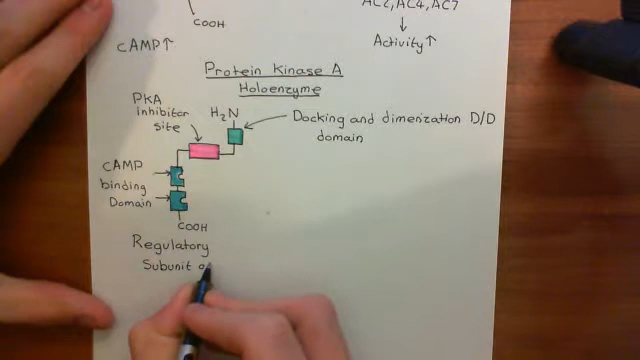 COOH
AC2, AC4, AC7
cAMP↑
Activity↑
Protein Kinase A
Holoenzyme
PKA
inhibitor
site
H₂N
Docking and dimerization D/D
domain
CAMP
binding
Domain
COOH
Regulatory
Subunit o